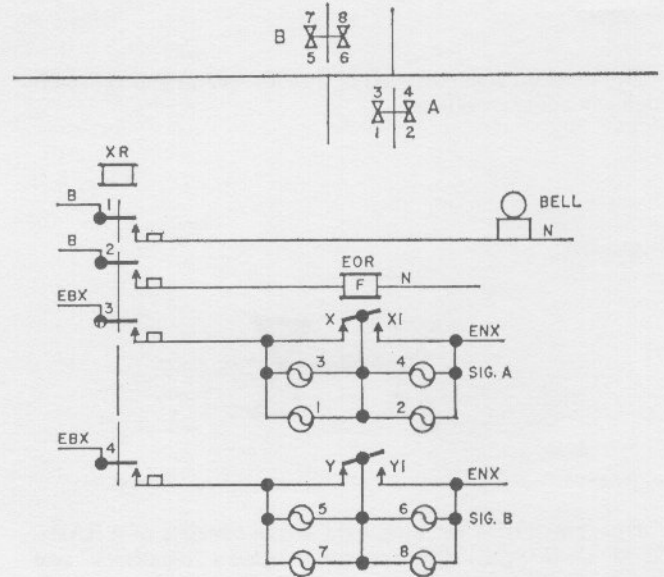 7 8
B
5 6
3 4
A
1 2
XR
B 1
BELL
N
B 2
EOR
F N
EBX
3
X X1
ENX
3 4
SIG. A
1 2
EBX
4
Y Y1
ENX
5 6
SIG. B
7 8